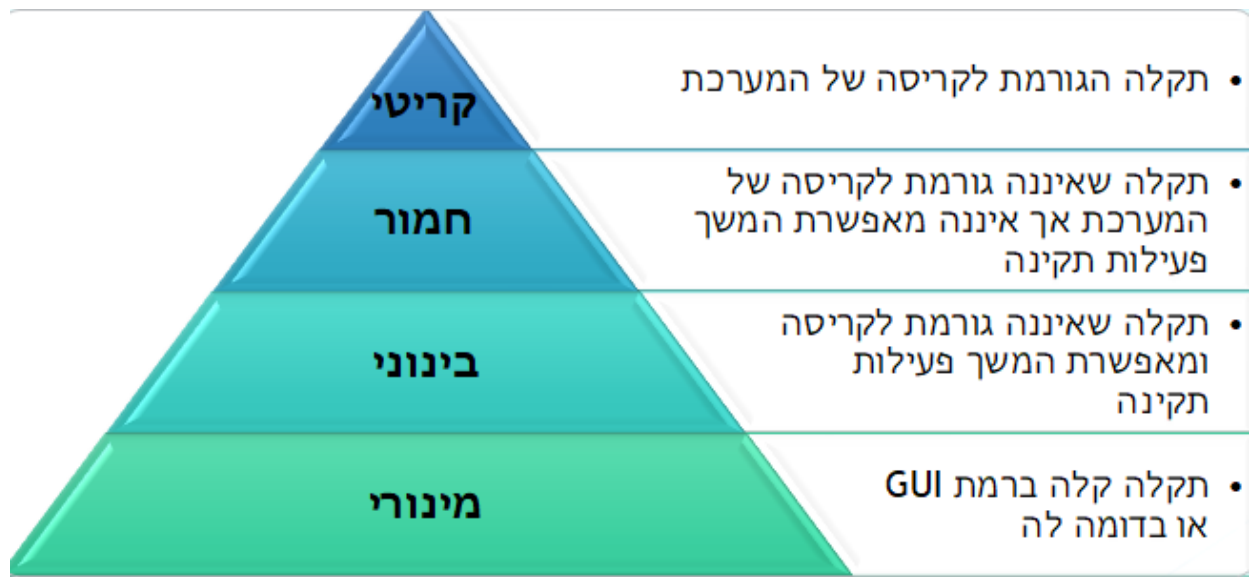 קריטי
• תקלה הגורמת לקריסה של המערכת
חמור
• תקלה שאיננה גורמת לקריסה של
המערכת אך איננה מאפשרת המשך
פעילות תקינה
בינוני
• תקלה שאיננה גורמת לקריסה
ומאפשרת המשך פעילות
תקינה
מינורי
• תקלה קלה ברמת GUI
או בדומה לה